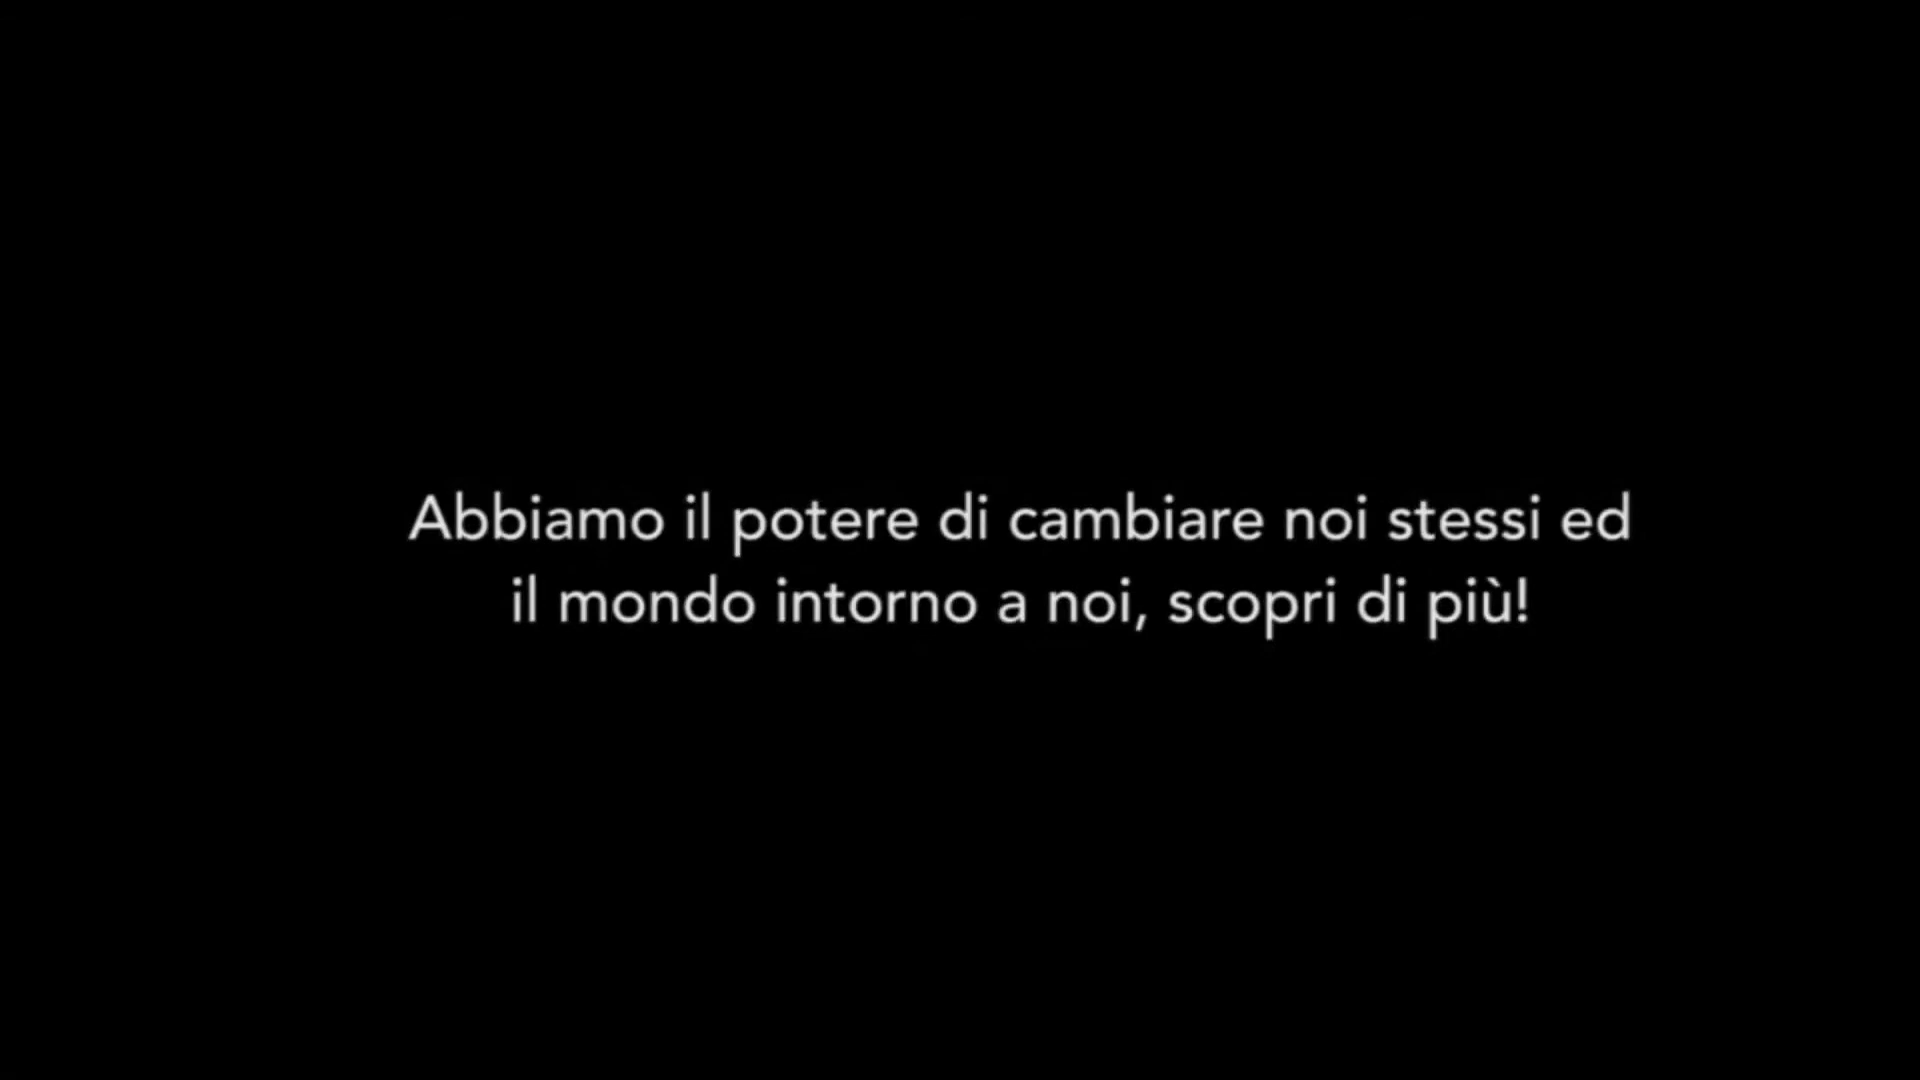 Abbiamo il potere di cambiare noi stessi ed
il mondo intorno a noi, scopri di più!